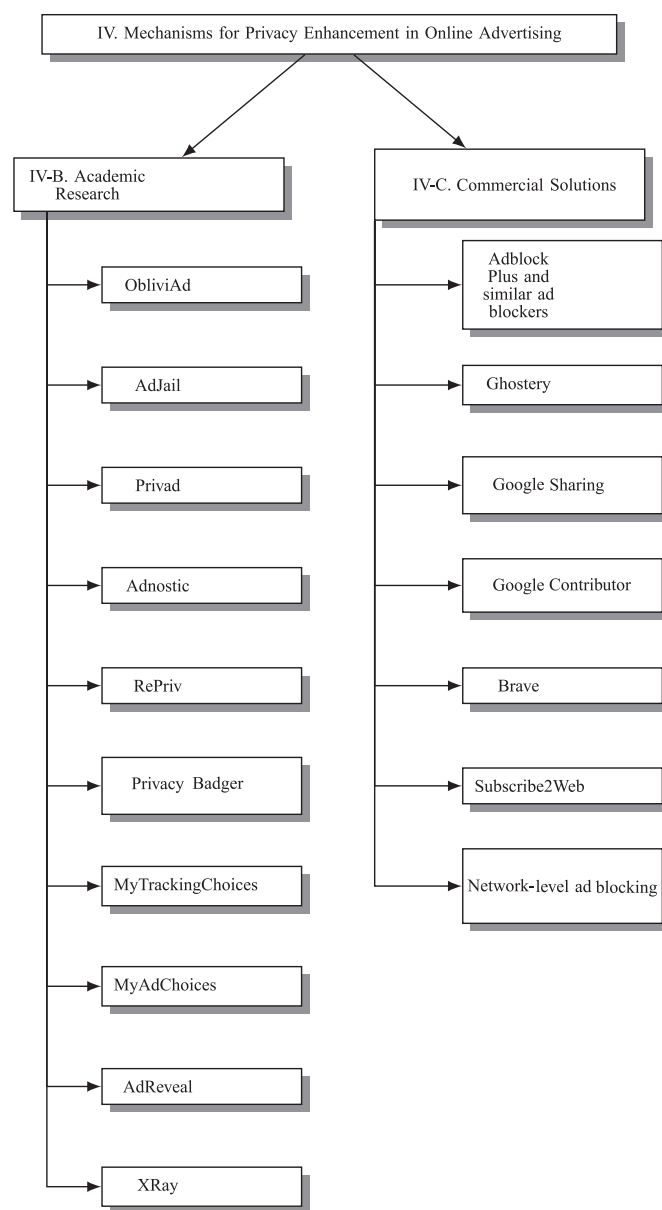 IV. Mechanisms for Privacy Enhancement in Online Advertising
IV-B. Academic
Research
ObliviAd
AdJail
Privad
Adnostic
RePriv
Privacy Badger
MyTrackingChoices
MyAdChoices
AdReveal
XRay
IV-C. Commercial Solutions
Adblock
Plus and
similar ad
blockers
Ghostery
Google Sharing
Google Contributor
Brave
Subscribe2Web
Network-level ad blocking